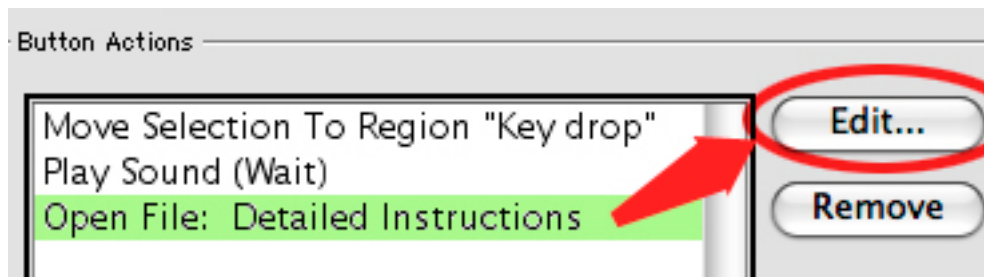 Button Actions
Move Selection To Region "Key drop"
Play Sound (Wait)
Open File: Detailed Instructions
Edit...
Remove